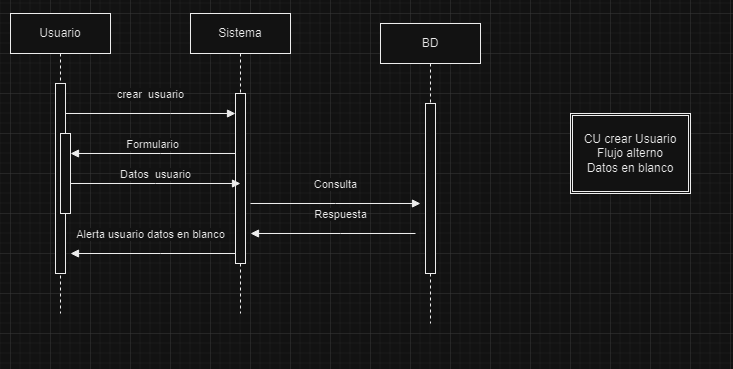 Usuario
Sistema
BD
crear usuario
Formulario
Datos usuario
Consulta
Respuesta
Alerta usuario datos en blanco
CU crear Usuario
Flujo alterno
Datos en blanco